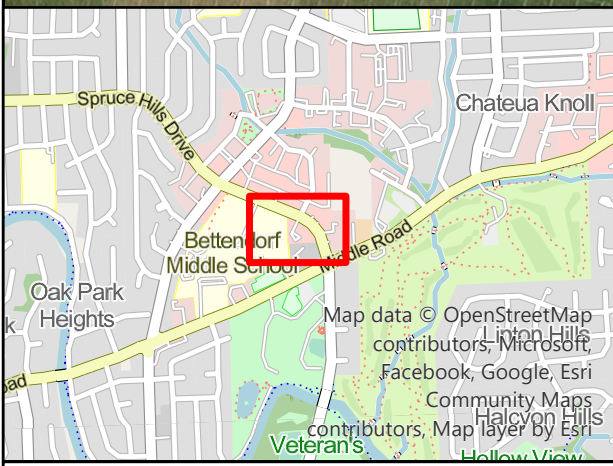 Spruce Hills Drive
Chateua Knoll
Bettendorf
Middle School
Middle Road
Oak Park
Heights
k
oad
Map data © OpenStreetMap
contributors, Microsoft,
Facebook, Google, Esri
Community Maps
contributors, Map layer by Esri
Linton Hills
Halcyon Hills
Veteran's
Hollow View